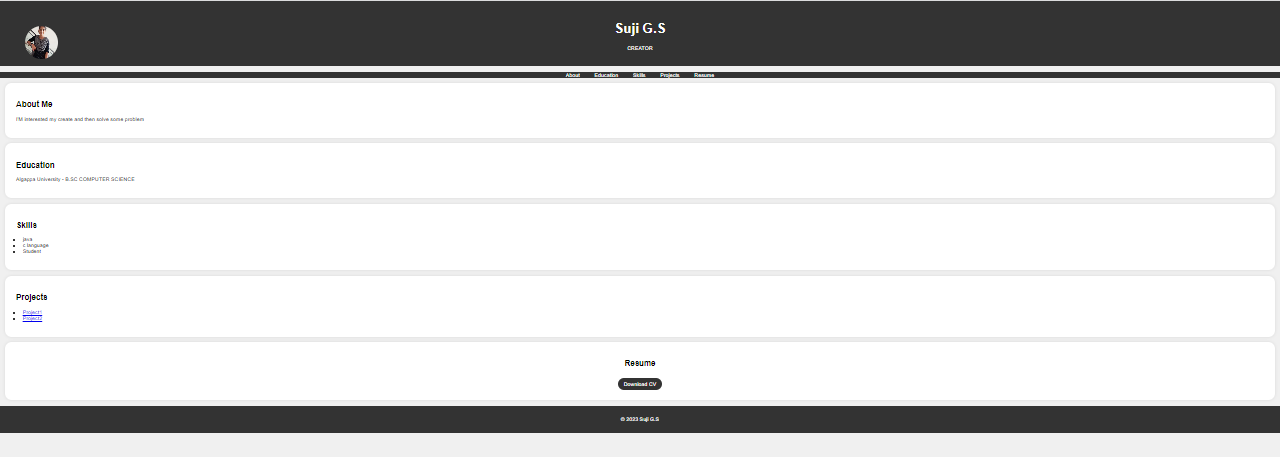 Suji G.S
CREATOR
About Education Skills Projects Resume
About Me
I'M interested my create and then solve some problem
Education
Algappa University - B.SC COMPUTER SCIENCE
Skills
java
c language
Student
Projects
Project1
Project2
Resume
Download CV
© 2023 Suji G.S